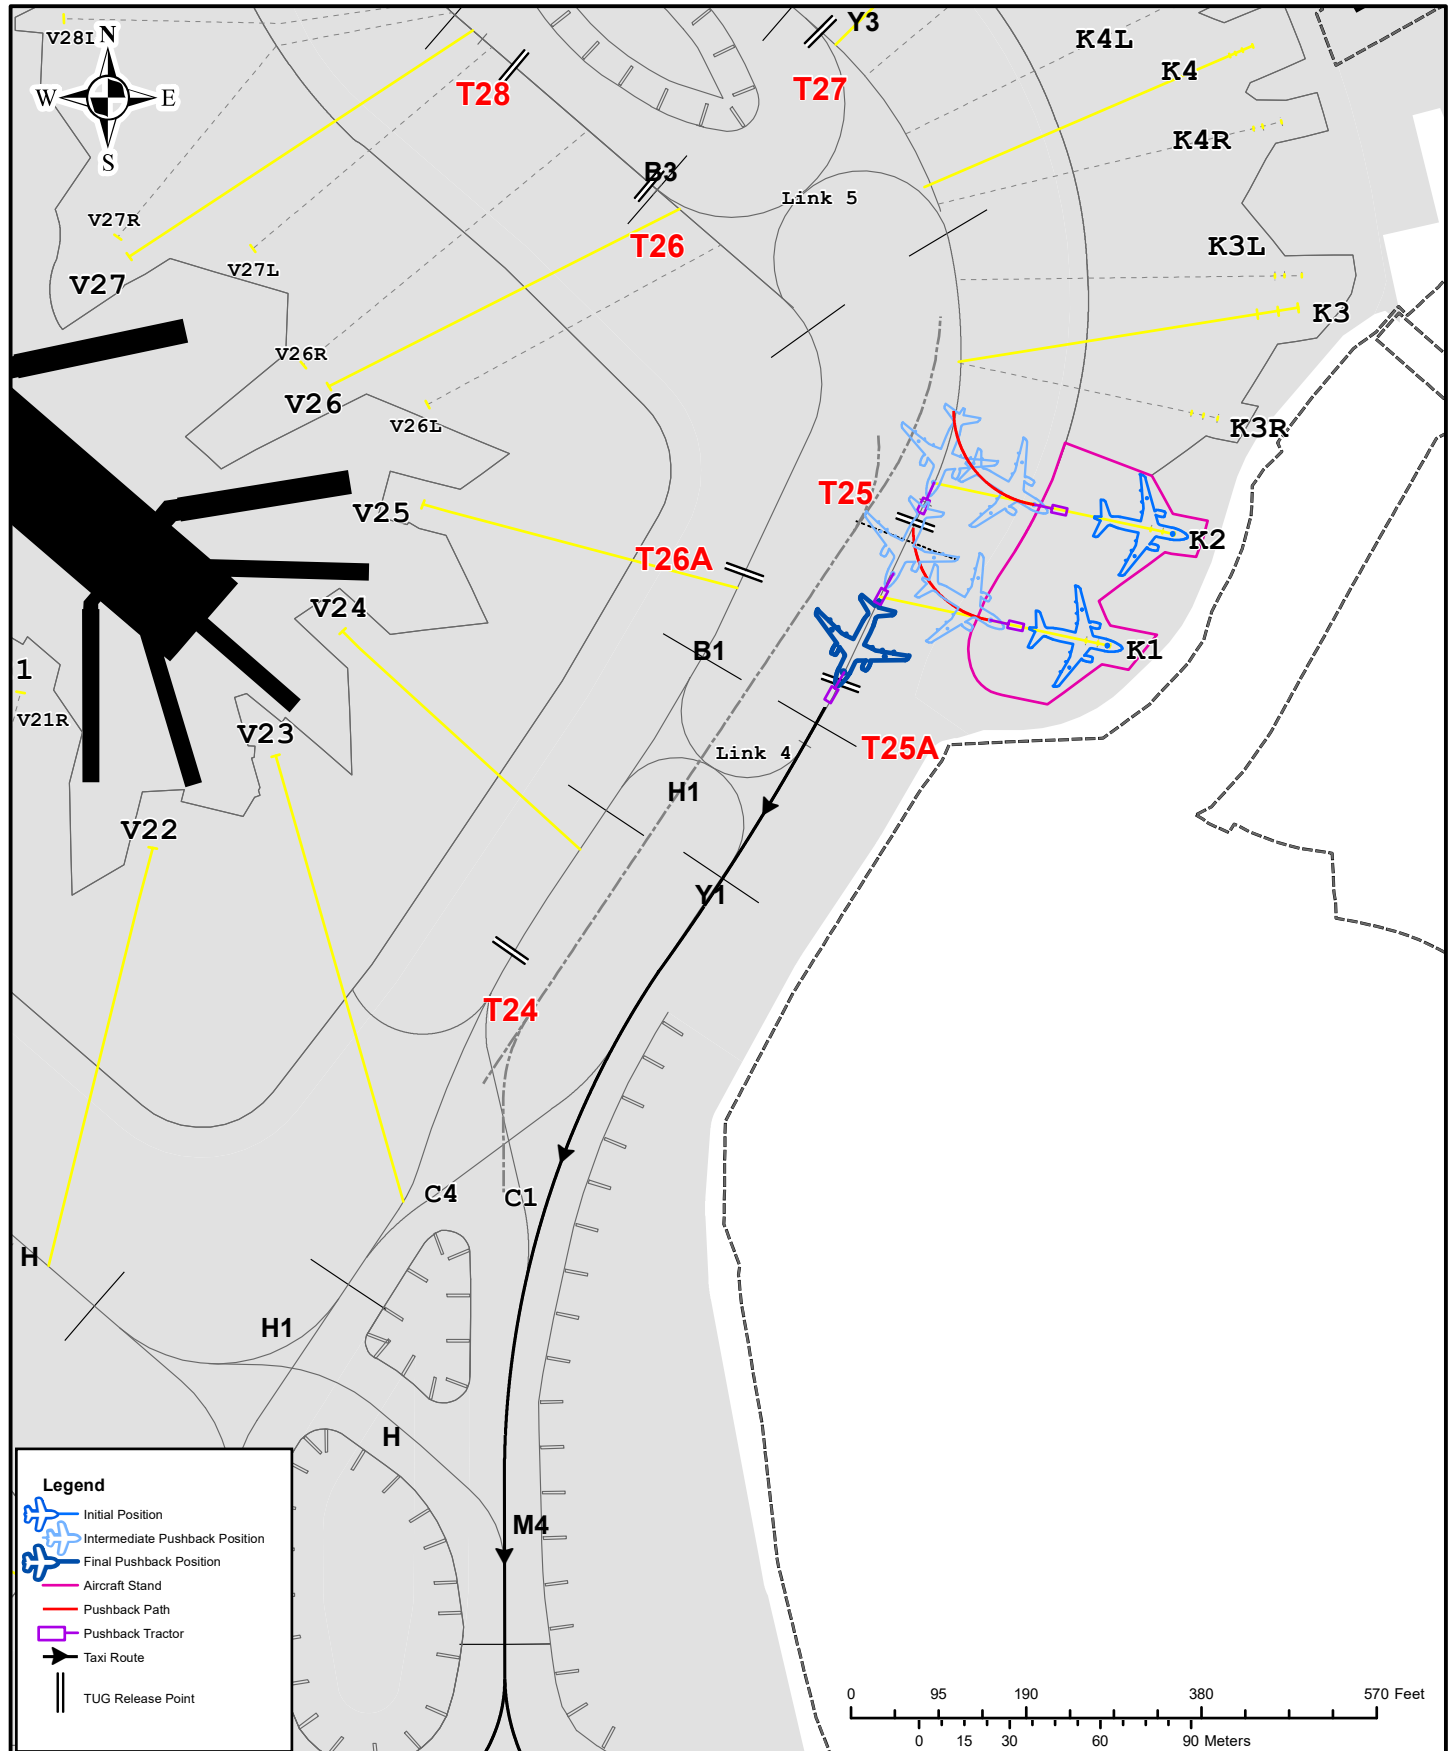 V28I
N
Y3
K4L
K4
T28
T27
W
E
K4R
S
B3
Link 5
V27R
T26
K3L
V27L
V27
K3
V26R
V26
V26L
K3R
T25
V25
K2
T26A
V24
B1
K1
1
V21R
V23
Link 4
T25A
H1
V22
Y1
T24
C4
C1
H
H1
H
M4
Legend
Initial Position
Intermediate Pushback Position
Final Pushback Position
Aircraft Stand
Pushback Path
Pushback Tractor
Taxi Route
TUG Release Point
0 95 190 380 570 Feet
0 15 30 60 90 Meters